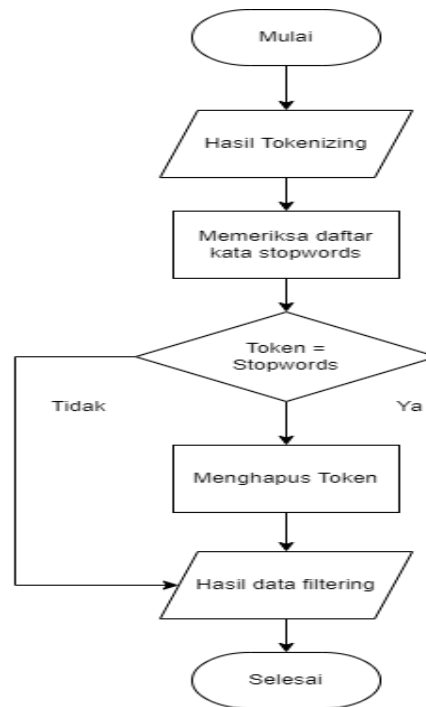 Mulai
Hasil Tokenizing
Memeriksa daftar
kata stopwords
Token =
Stopwords
Tidak
Ya
Menghapus Token
Hasil data filtering
Selesai